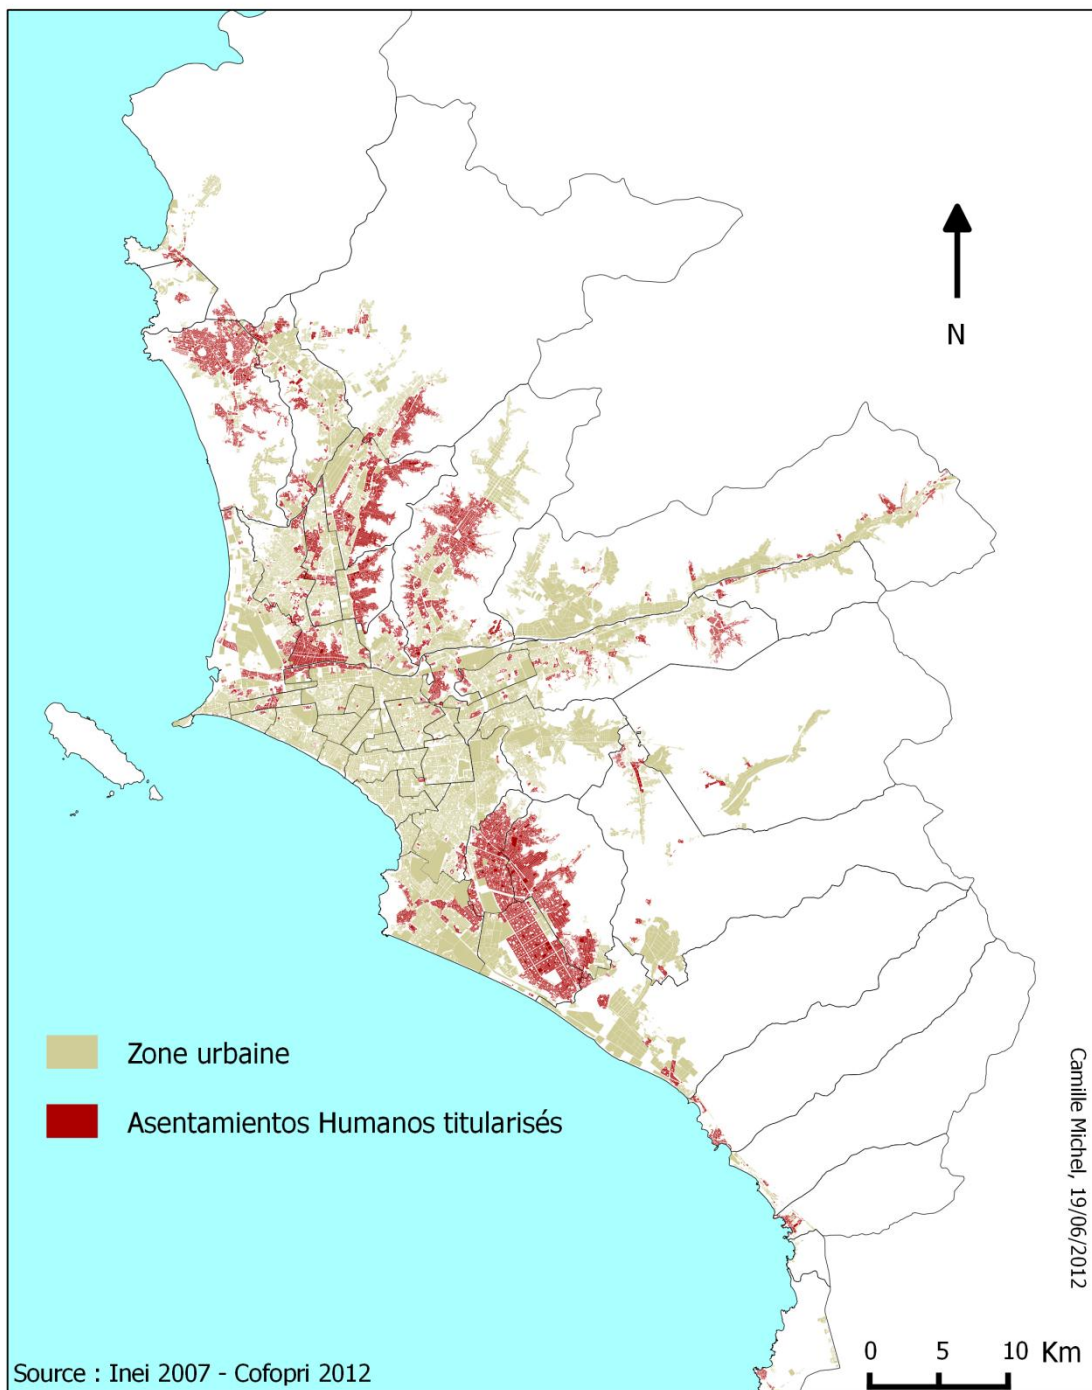 N
Zone urbaine
Asentamientos Humanos titularisés
Camille Michel, 19/06/2012
0 5 10 Km
Source : Inei 2007 - Cofopri 2012